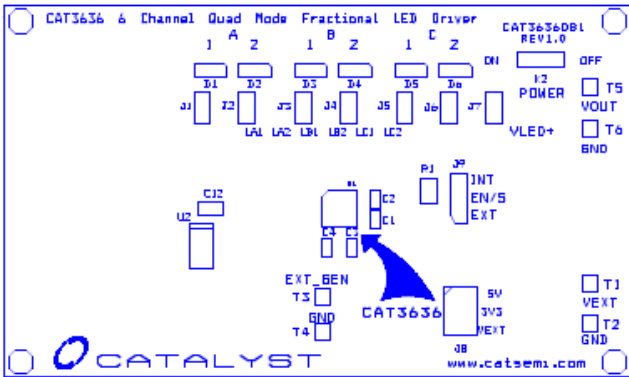 CAT3636 6 Channel Quad Mode Fractional LED Driver
CAT3636DB1
REV1.0
A B C
1 2 1 2 1 2
ON OFF
D1 D2 D3 D4 D5 D6
POWER
T5
VOUT
J1 J3 J4 J5 J6 J7
LA1 LA2 LB1 LB2 LC1 LC2
VLED+
T6
GND
R1 J9
INT
EN/S
EXT
C12
U2
C2
C1
C4 C3
EXT_GEN
T3
GND
T4
CAT3636
5V
3V3
VEXT
J8
T1
VEXT
T2
GND
CATALYST
www.catsemi.com